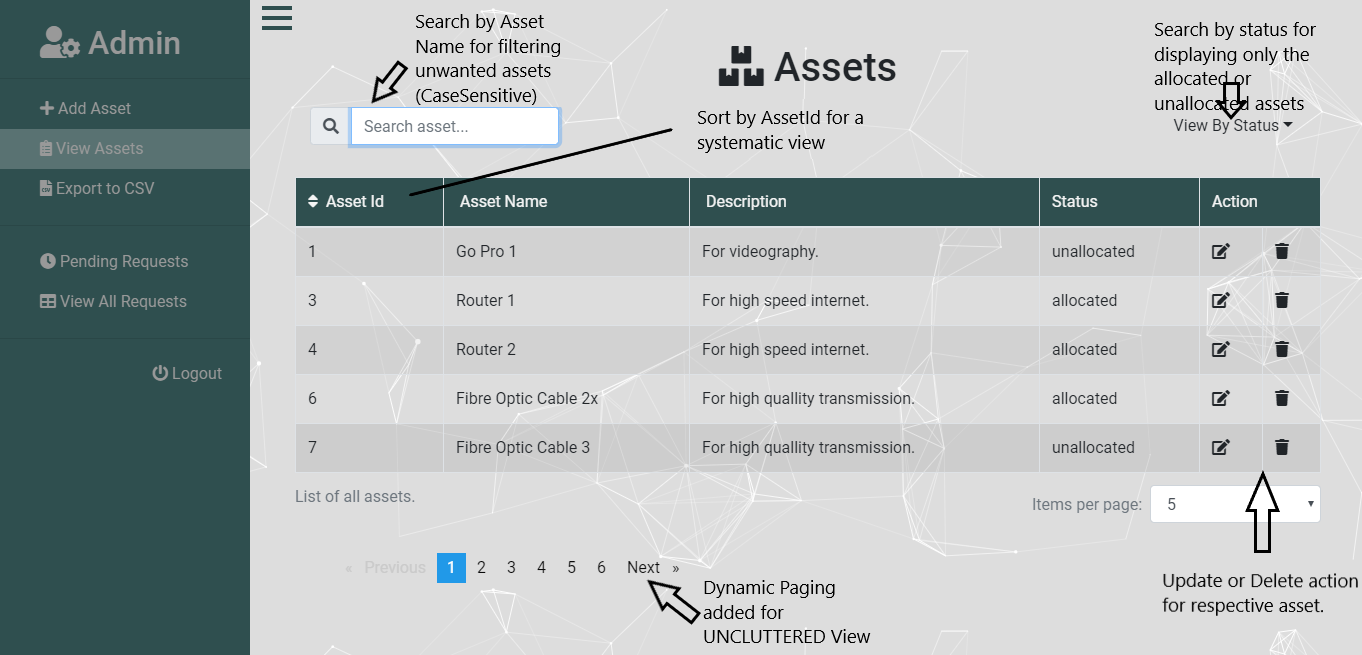 Admin
Add Asset
View Assets
Export to CSV
Pending Requests
View All Requests
Logout
Search by Asset
Name for filtering
unwanted assets
(CaseSensitive)
Search asset...
Assets
Sort by AssetId for a
systematic view
Search by status for
displaying only the
allocated or
unallocated assets
View By Status
Asset Id Asset Name Description Status Action
1 Go Pro 1 For videography. unallocated
3 Router 1 For high speed internet. allocated
4 Router 2 For high speed internet. allocated
6 Fibre Optic Cable 2x For high quallity transmission. allocated
7 Fibre Optic Cable 3 For high quallity transmission. unallocated
List of all assets.
Items per page: 5
« Previous 1 2 3 4 5 6 Next »
Dynamic Paging
added for
UNCLUTTERED View
Update or Delete action
for respective asset.